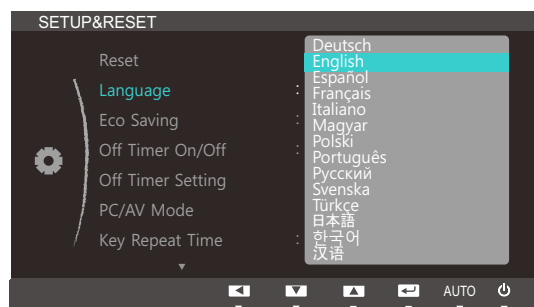 SETUP&RESET
Reset
Language :
Eco Saving :
Off Timer On/Off :
Off Timer Setting
PC/AV Mode
Key Repeat Time :
Deutsch
English
Español
Français
Italiano
Magyar
Polski
Português
Русский
Svenska
Türkçe
日本語
한국어
汉语
AUTO